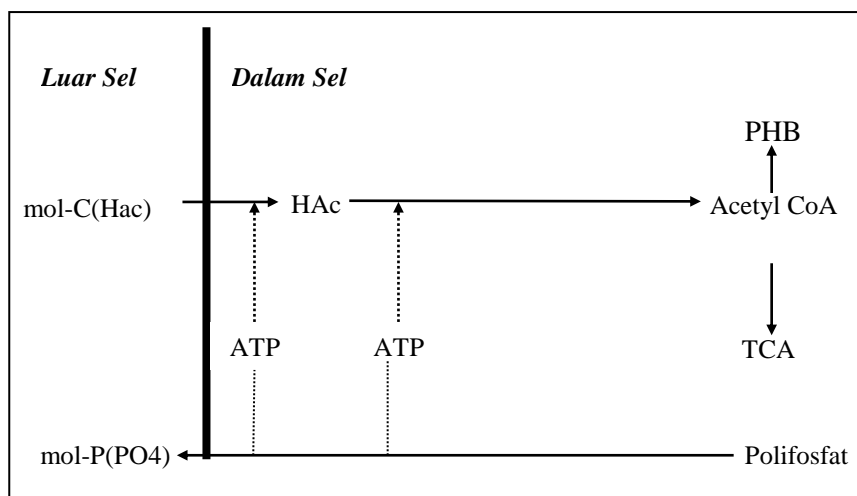 Luar Sel Dalam Sel
PHB
mol-C(Hac) HAc Acetyl CoA
ATP ATP TCA
mol-P(PO4) Polifosfat